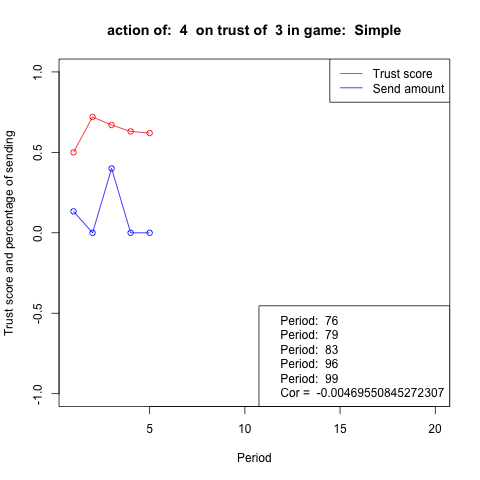 action of:  4  on trust of  3 in game:  Simple
Trust score
Send amount
1.0
0.5
0.0
-0.5
-1.0
Trust score and percentage of sending
Period:  76
Period:  79
Period:  83
Period:  96
Period:  99
Cor =  -0.00469550845272307
5
10
15
20
Period